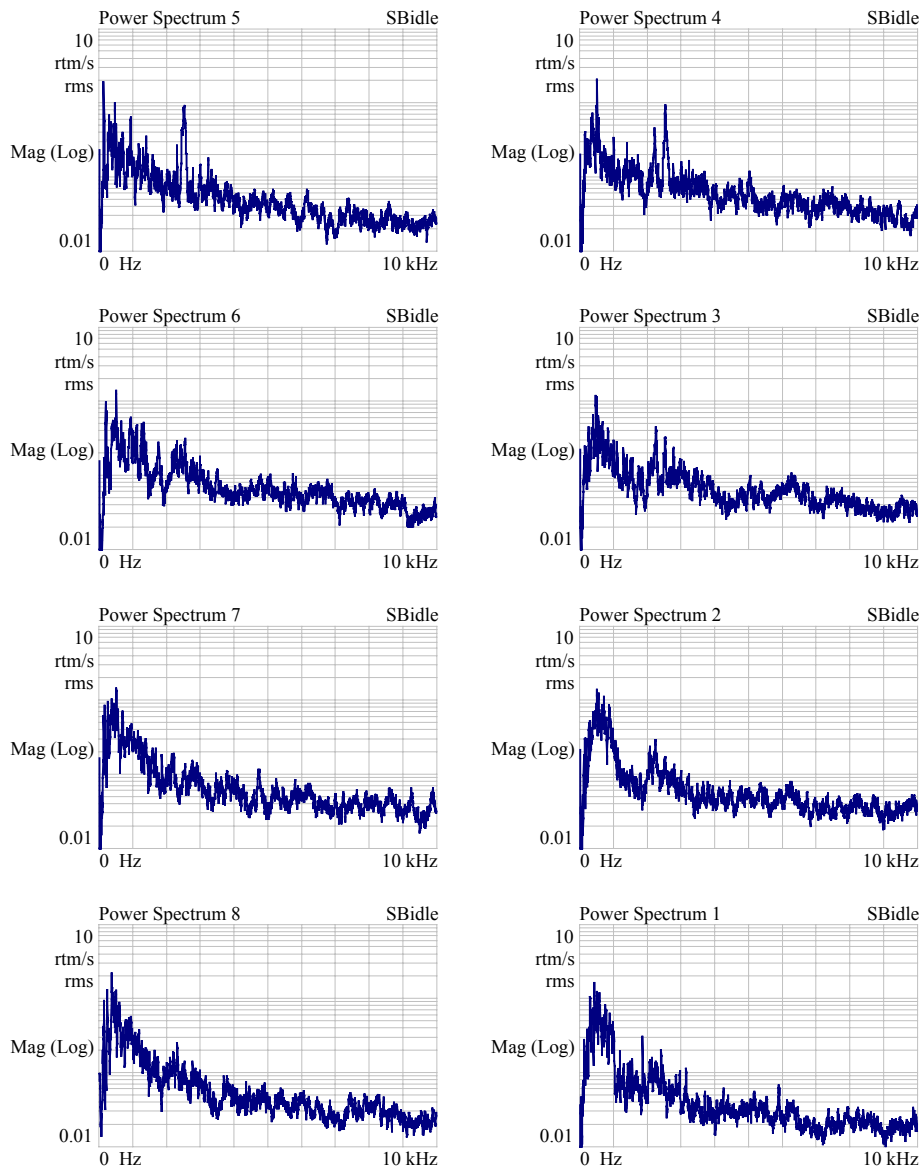 Power Spectrum 5 SBidle
10
rtm/s
rms
Mag (Log)
0.01
0 Hz 10 kHz
Power Spectrum 4 SBidle
10
rtm/s
rms
Mag (Log)
0.01
0 Hz 10 kHz
Power Spectrum 6 SBidle
10
rtm/s
rms
Mag (Log)
0.01
0 Hz 10 kHz
Power Spectrum 3 SBidle
10
rtm/s
rms
Mag (Log)
0.01
0 Hz 10 kHz
Power Spectrum 7 SBidle
10
rtm/s
rms
Mag (Log)
0.01
0 Hz 10 kHz
Power Spectrum 2 SBidle
10
rtm/s
rms
Mag (Log)
0.01
0 Hz 10 kHz
Power Spectrum 8 SBidle
10
rtm/s
rms
Mag (Log)
0.01
0 Hz 10 kHz
Power Spectrum 1 SBidle
10
rtm/s
rms
Mag (Log)
0.01
0 Hz 10 kHz